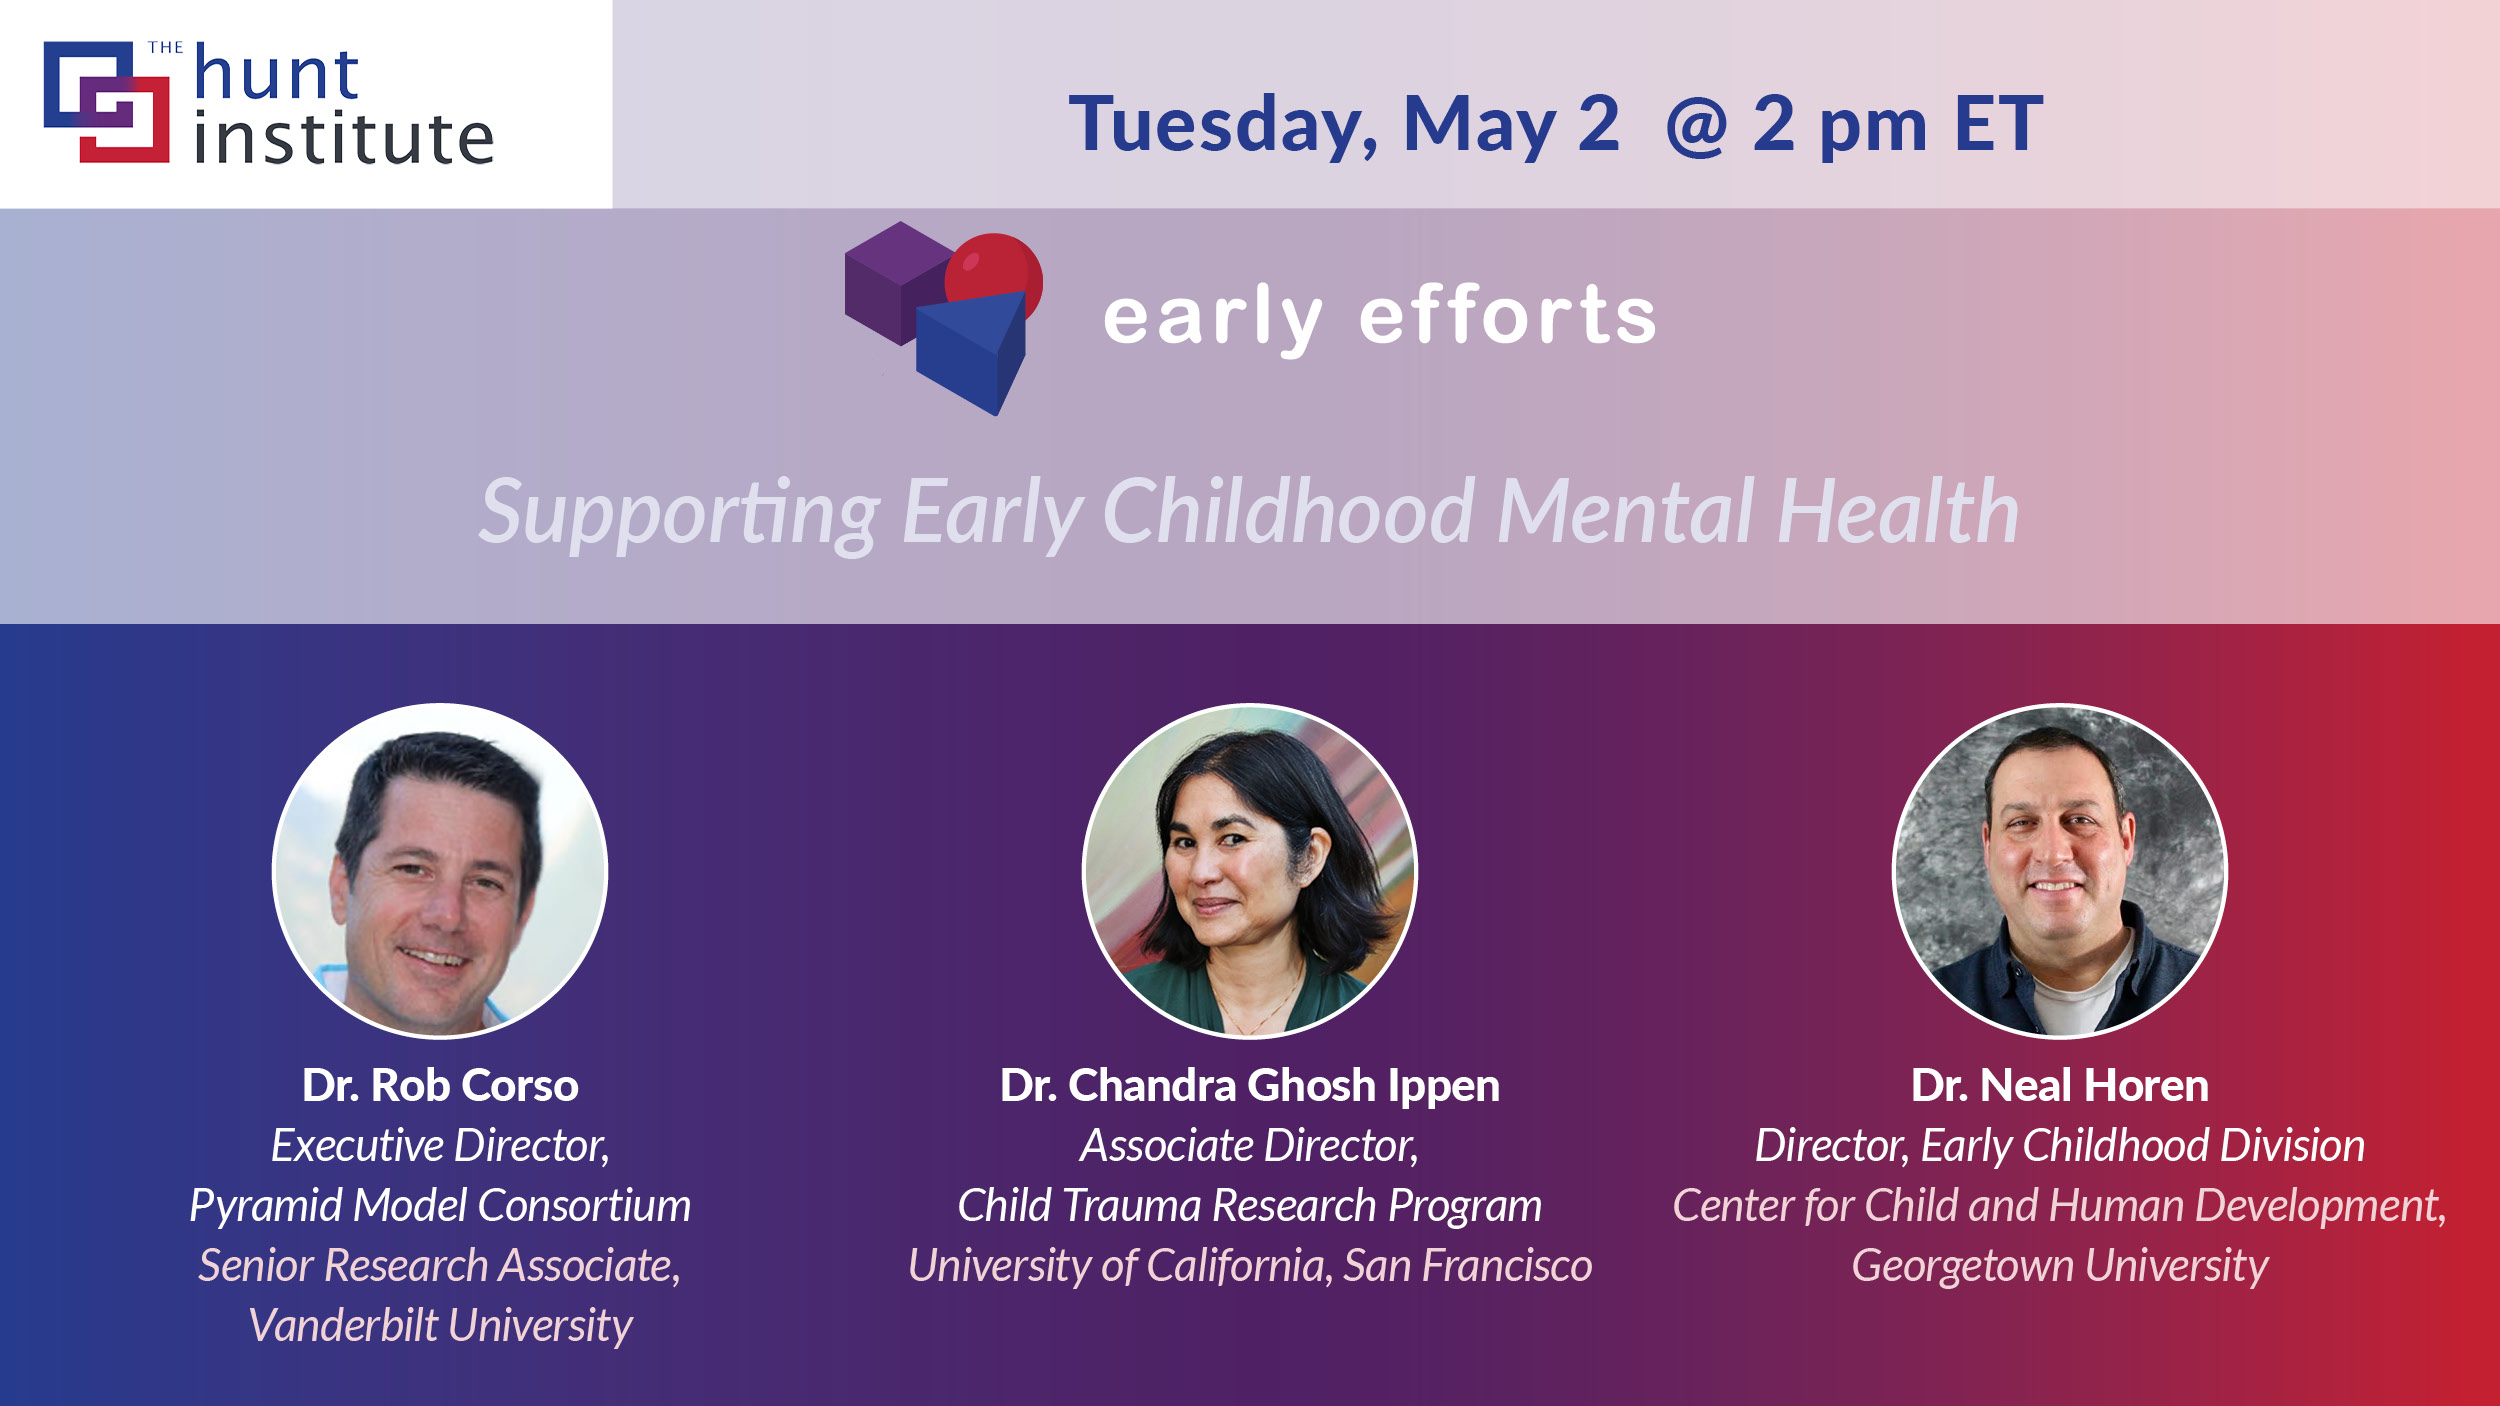 THE
hunt
institute
Tuesday, May 2 @ 2 pm ET
early efforts
Supporting Early Childhood Mental Health
Dr. Rob Corso
Executive Director,
Pyramid Model Consortium
Senior Research Associate,
Vanderbilt University
Dr. Chandra Ghosh Ippen
Associate Director,
Child Trauma Research Program
University of California, San Francisco
Dr. Neal Horen
Director, Early Childhood Division
Center for Child and Human Development,
Georgetown University